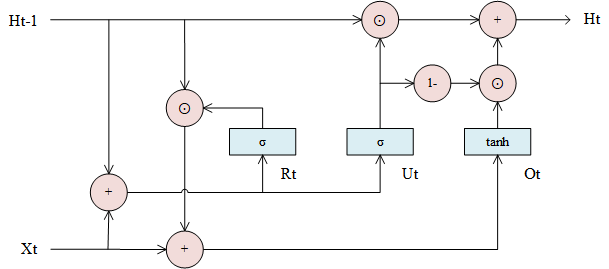 Ht-1
⊙
+
Ht
1-
⊙
⊙
σ
σ
tanh
Rt
Ut
Ot
+
Xt
+